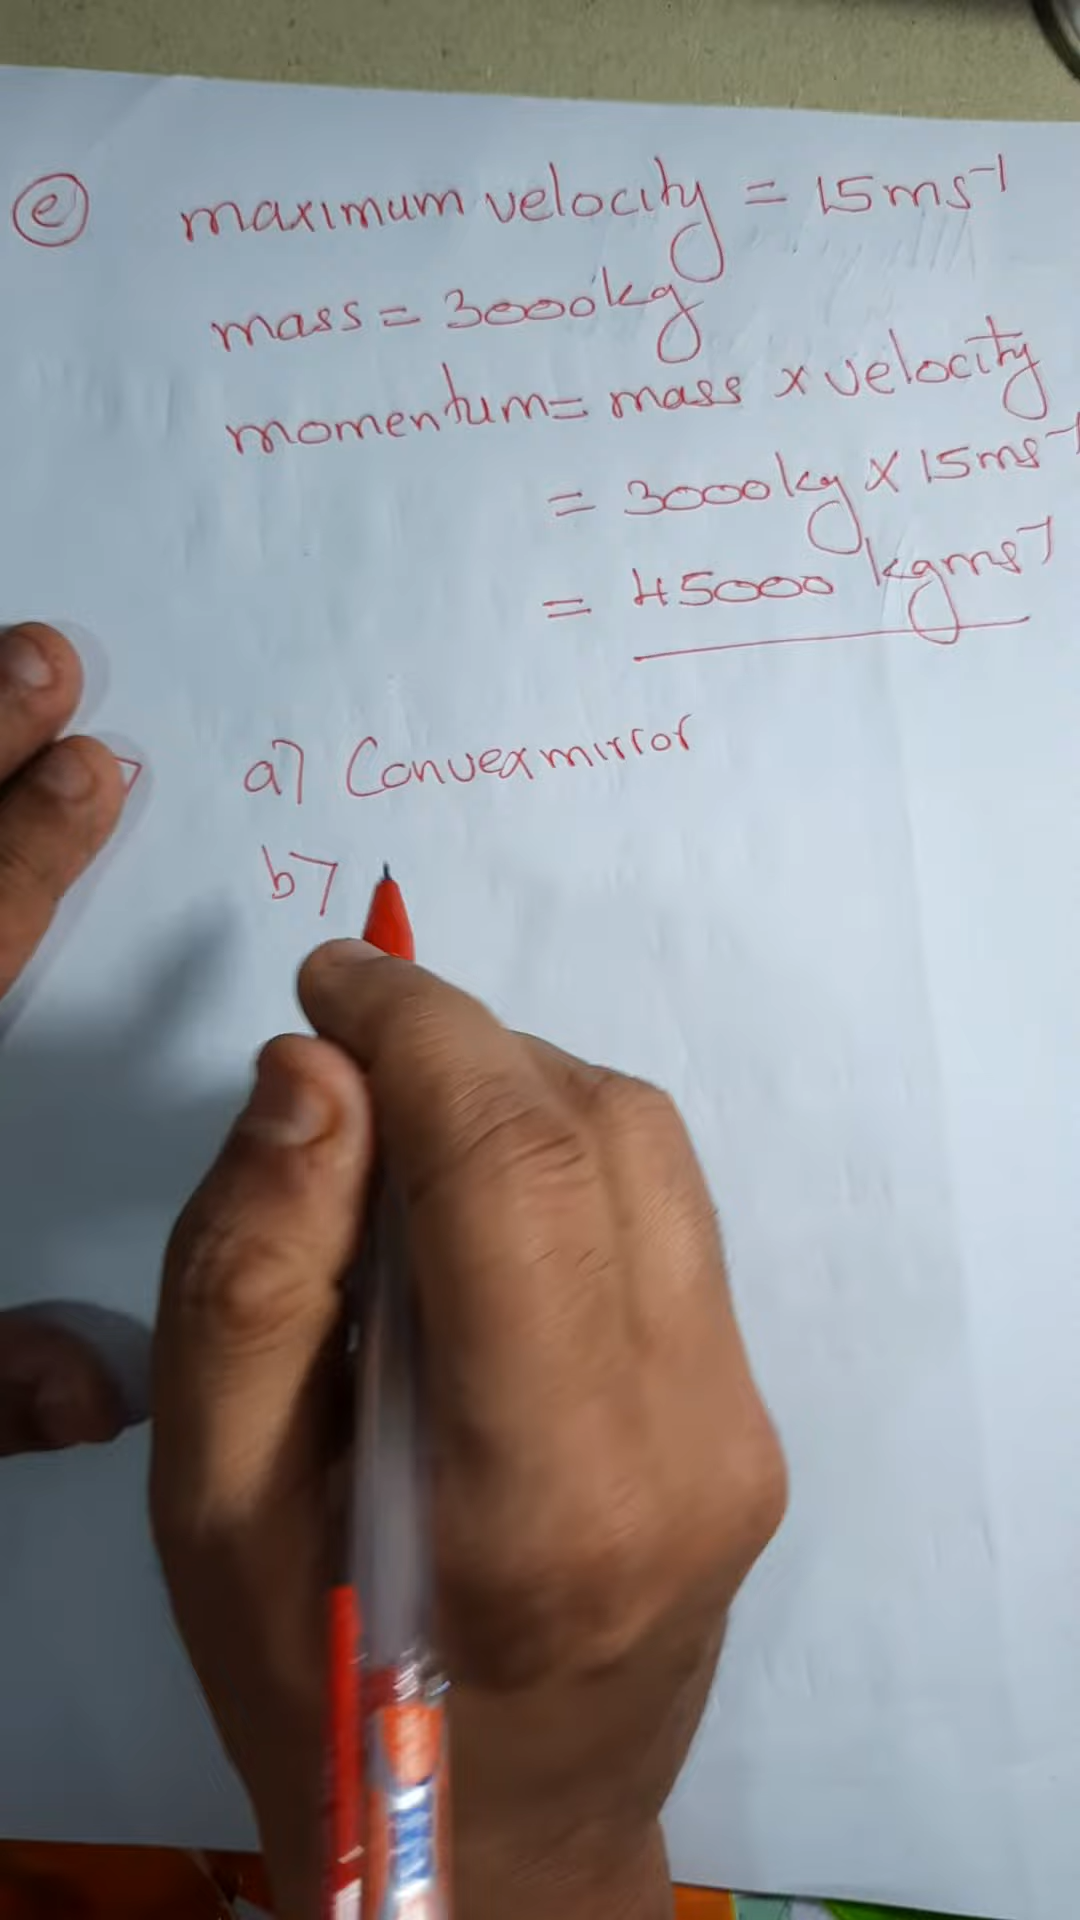 e maximum velocity = 15ms⁻¹
mass = 3000kg
momentum = mass x velocity
= 3000kg x 15ms⁻¹
= 45000 kgms⁻¹
a) Convex mirror
b)